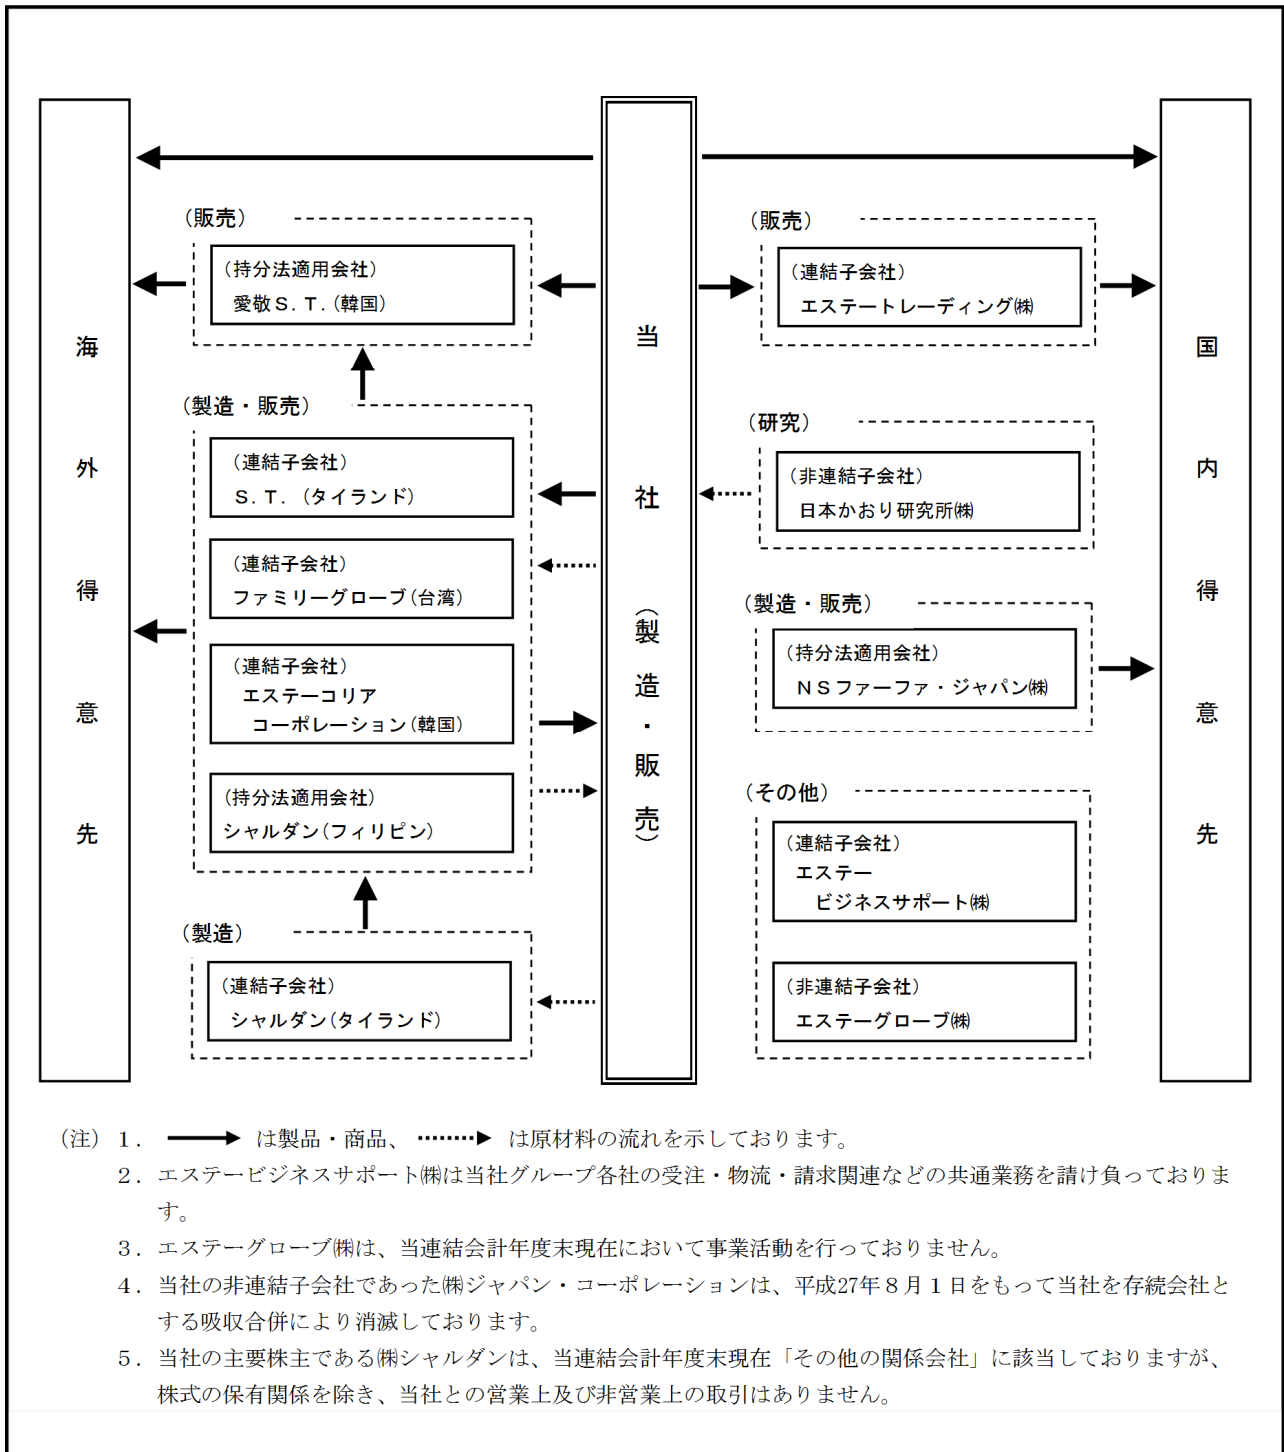 海外得意先
(販売)
(持分法適用会社)
愛敬S.T.(韓国)
(製造・販売)
(連結子会社)
S.T.(タイランド)
(連結子会社)
ファミリーグローブ(台湾)
(連結子会社)
エステーコリア
コーポレーション(韓国)
(持分法適用会社)
シャルダン(フィリピン)
(製造)
(連結子会社)
シャルダン(タイランド)
当社(製造・販売)
(販売)
(連結子会社)
エステートレーディング㈱
(研究)
(非連結子会社)
日本かおり研究所㈱
(製造・販売)
(持分法適用会社)
NSファーファ・ジャパン㈱
(その他)
(連結子会社)
エステー
ビジネスサポート㈱
(非連結子会社)
エステーグローブ㈱
国内得意先
(注)1. は製品・商品、 は原材料の流れを示しております。
2.エステービジネスサポート㈱は当社グループ各社の受注・物流・請求関連などの共通業務を請け負っておりま
す。
3.エステーグローブ㈱は、当連結会計年度末現在において事業活動を行っておりません。
4.当社の非連結子会社であった㈱ジャパン・コーポレーションは、平成27年8月1日をもって当社を存続会社と
する吸収合併により消滅しております。
5.当社の主要株主である㈱シャルダンは、当連結会計年度末現在「その他の関係会社」に該当しておりますが、
株式の保有関係を除き、当社との営業上及び非営業上の取引はありません。